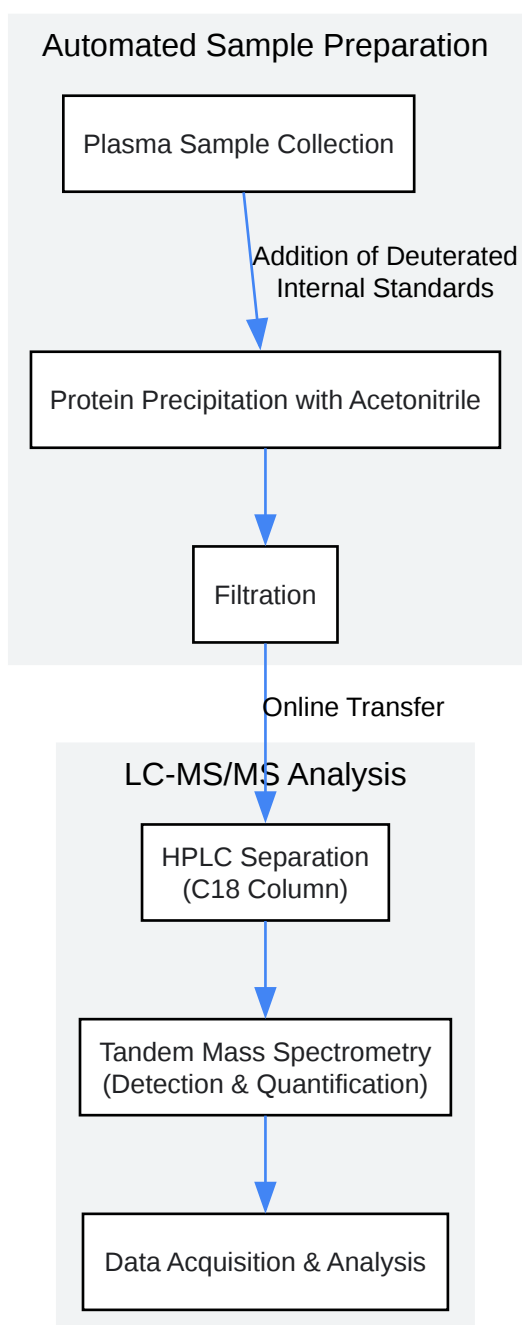 Automated Sample Preparation
Plasma Sample Collection
Addition of Deuterated
Internal Standards
Protein Precipitation with Acetonitrile
Filtration
Online Transfer
LC-MS/MS Analysis
HPLC Separation
(C18 Column)
Tandem Mass Spectrometry
(Detection & Quantification)
Data Acquisition & Analysis